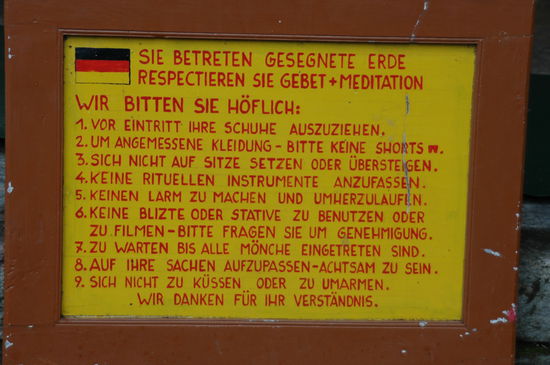 SIE BETRETEN GESEGNETE ERDE
RESPECTIEREN SIE GEBET+MEDITATION
WIR BITTEN SIE HÖFLICH:
1. VOR EINTRITT IHRE SCHUHE AUSZUZIEHEN.
2. UM ANGEMESSENE KLEIDUNG - BITTE KEINE SHORTS.
3. SICH NICHT AUF SITZE SETZEN ODER ÜBERSTEIGEN.
4. KEINE RITUELLEN INSTRUMENTE ANZUFASSEN.
5. KEINEN LARM ZU MACHEN UND UMHERZULAUFEN.
6. KEINE BLIZTE ODER STATIVE ZU BENUTZEN ODER
ZU FILMEN - BITTE FRAGEN SIE UM GENEHMIGUNG.
7. ZU WARTEN BIS ALLE MÖNCHE EINGETRETEN SIND.
8. AUF IHRE SACHEN AUFZUPASSEN - ACHTSAM ZU SEIN.
9. SICH NICHT ZU KÜSSEN ODER ZU UMARMEN.
. WIR DANKEN FÜR IHR VERSTÄNDNIS.